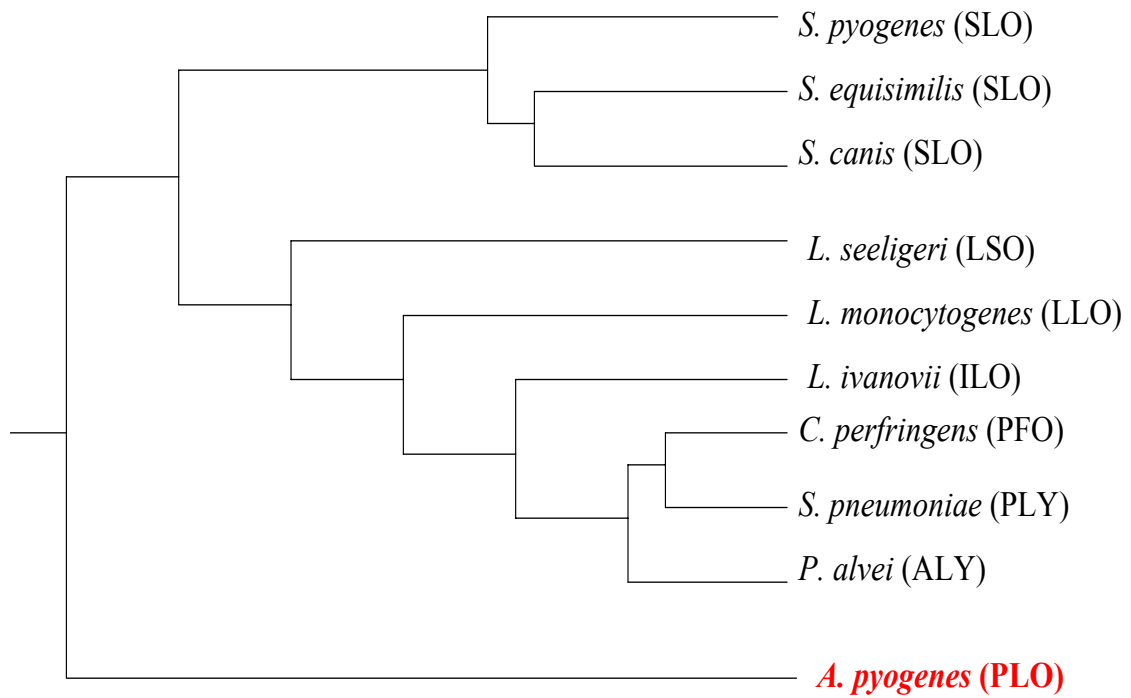 S. pyogenes (SLO)
S. equisimilis (SLO)
S. canis (SLO)
L. seeligeri (LSO)
L. monocytogenes (LLO)
L. ivanovii (ILO)
C. perfringens (PFO)
S. pneumoniae (PLY)
P. alvei (ALY)
A. pyogenes (PLO)